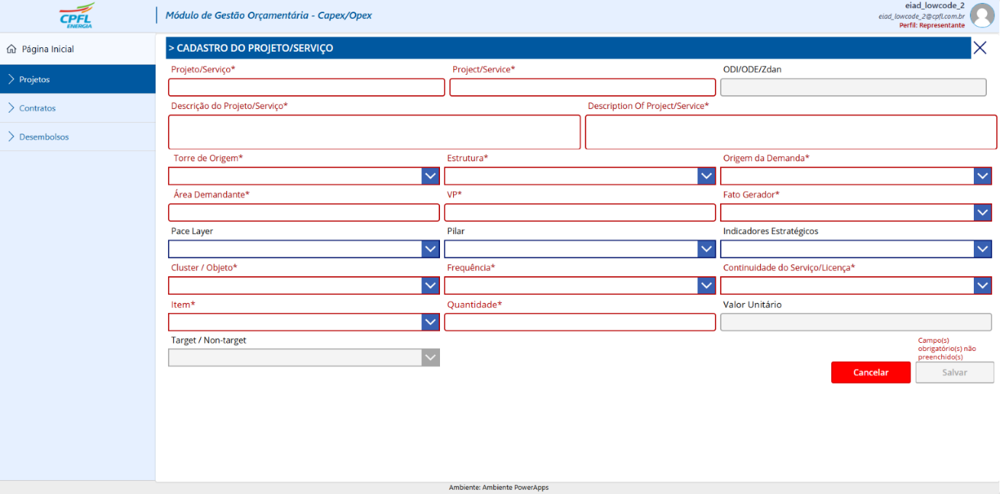 CPFL
ENERGIA
Módulo de Gestão Orçamentária - Capex/Opex
eiad_lowcode_2
eiad_lowcode_2@cpfl.com.br
Perfil: Representante
Página Inicial
Projetos
Contratos
Desembolsos
> CADASTRO DO PROJETO/SERVIÇO
Projeto/Serviço* Project/Service* ODI/ODE/Zdan
Descrição do Projeto/Serviço* Description Of Project/Service*
Torre de Origem* Estrutura* Origem da Demanda*
Área Demandante* VP* Fato Gerador*
Pace Layer Pilar Indicadores Estratégicos
Cluster / Objeto* Frequência* Continuidade do Serviço/Licença*
Item* Quantidade* Valor Unitário
Target / Non-target
Campo(s)
obrigatório(s) não
preenchido(s)
Cancelar Salvar
Ambiente: Ambiente PowerApps